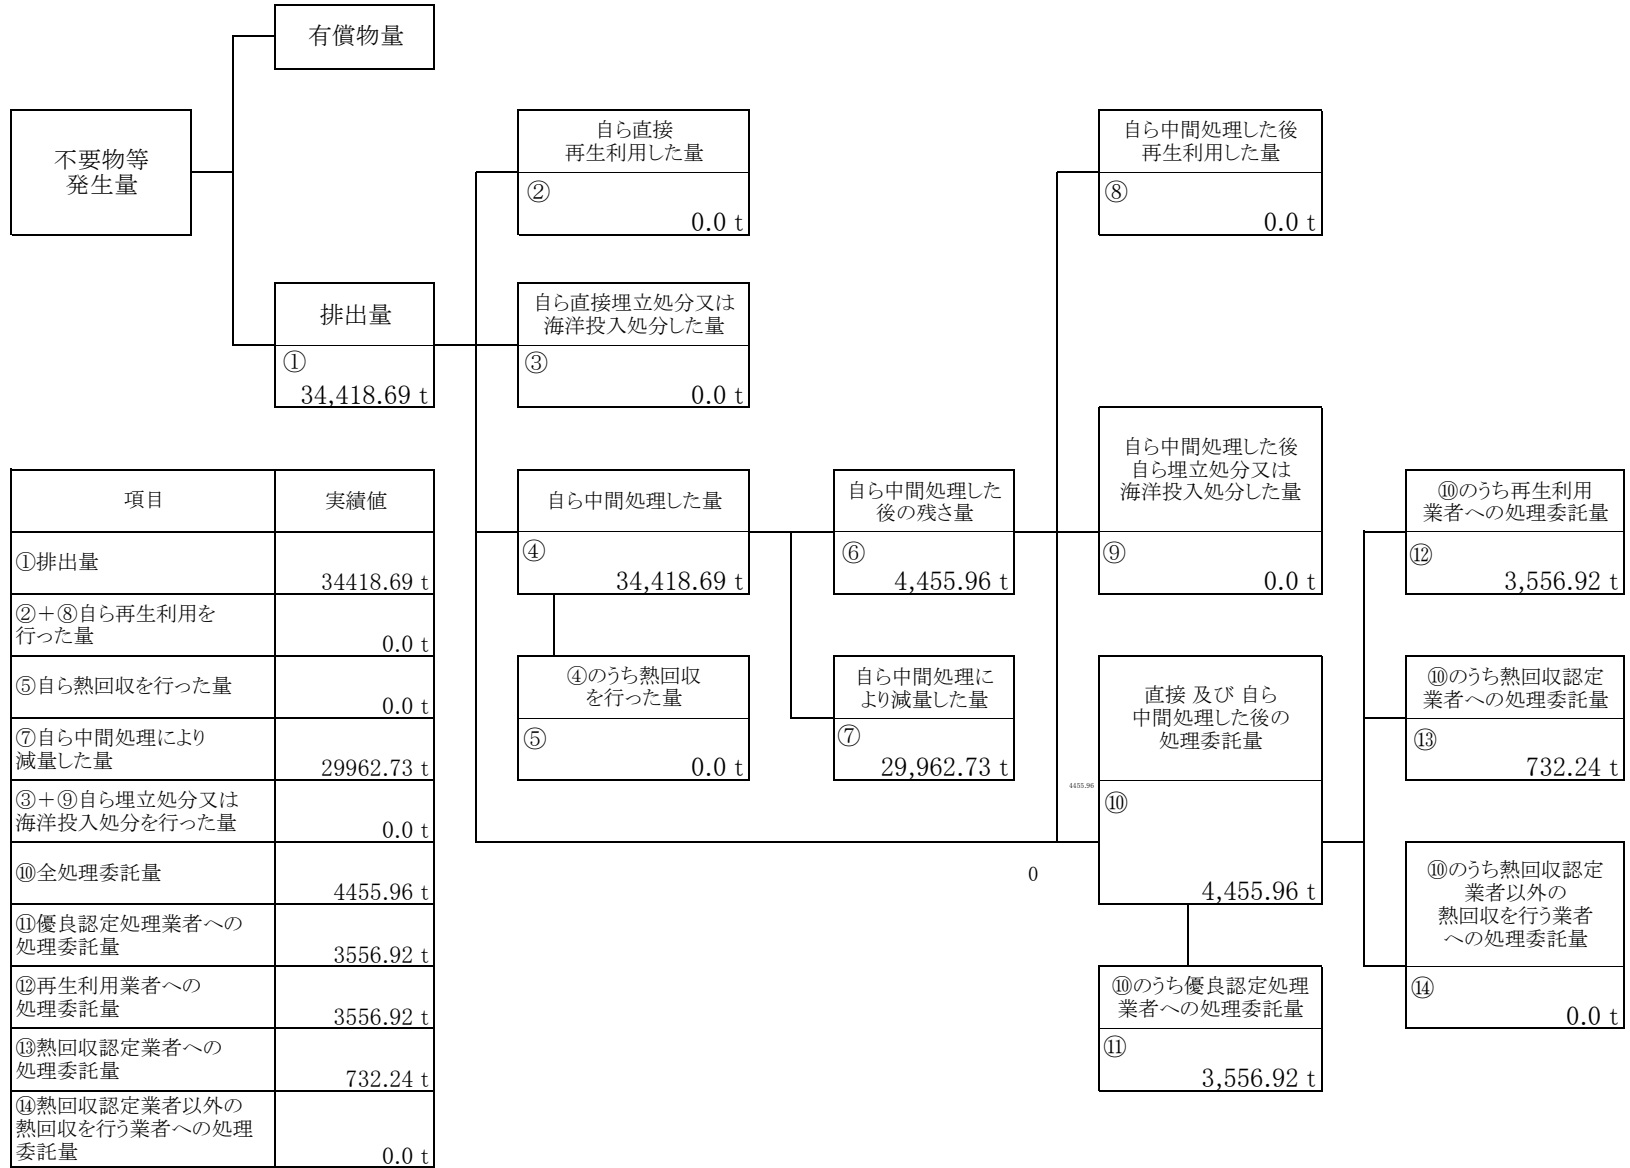 有償物量
不要物等
発生量
自ら直接
再生利用した量
②
0.0 t
自ら中間処理した後
再生利用した量
⑧
0.0 t
排出量
①
34,418.69 t
自ら直接埋立処分又は
海洋投入処分した量
③
0.0 t
自ら中間処理した量
④
34,418.69 t
自ら中間処理した
後の残さ量
⑥
4,455.96 t
自ら中間処理した後
自ら埋立処分又は
海洋投入処分した量
⑨
0.0 t
⑩のうち再生利用
業者への処理委託量
⑫
3,556.92 t
④のうち熱回収
を行った量
⑤
0.0 t
自ら中間処理に
より減量した量
⑦
29,962.73 t
直接 及び 自ら
中間処理した後の
処理委託量
4455.96
⑩
4,455.96 t
0
⑩のうち熱回収認定
業者への処理委託量
⑬
732.24 t
⑩のうち熱回収認定
業者以外の
熱回収を行う業者
への処理委託量
⑭
0.0 t
⑩のうち優良認定処理
業者への処理委託量
⑪
3,556.92 t
項目
実績値
①排出量
34418.69 t
②＋⑧自ら再生利用を
行った量
0.0 t
⑤自ら熱回収を行った量
0.0 t
⑦自ら中間処理により
減量した量
29962.73 t
③＋⑨自ら埋立処分又は
海洋投入処分を行った量
0.0 t
⑩全処理委託量
4455.96 t
⑪優良認定処理業者への
処理委託量
3556.92 t
⑫再生利用業者への
処理委託量
3556.92 t
⑬熱回収認定業者への
処理委託量
732.24 t
⑭熱回収認定業者以外の
熱回収を行う業者への処理
委託量
0.0 t